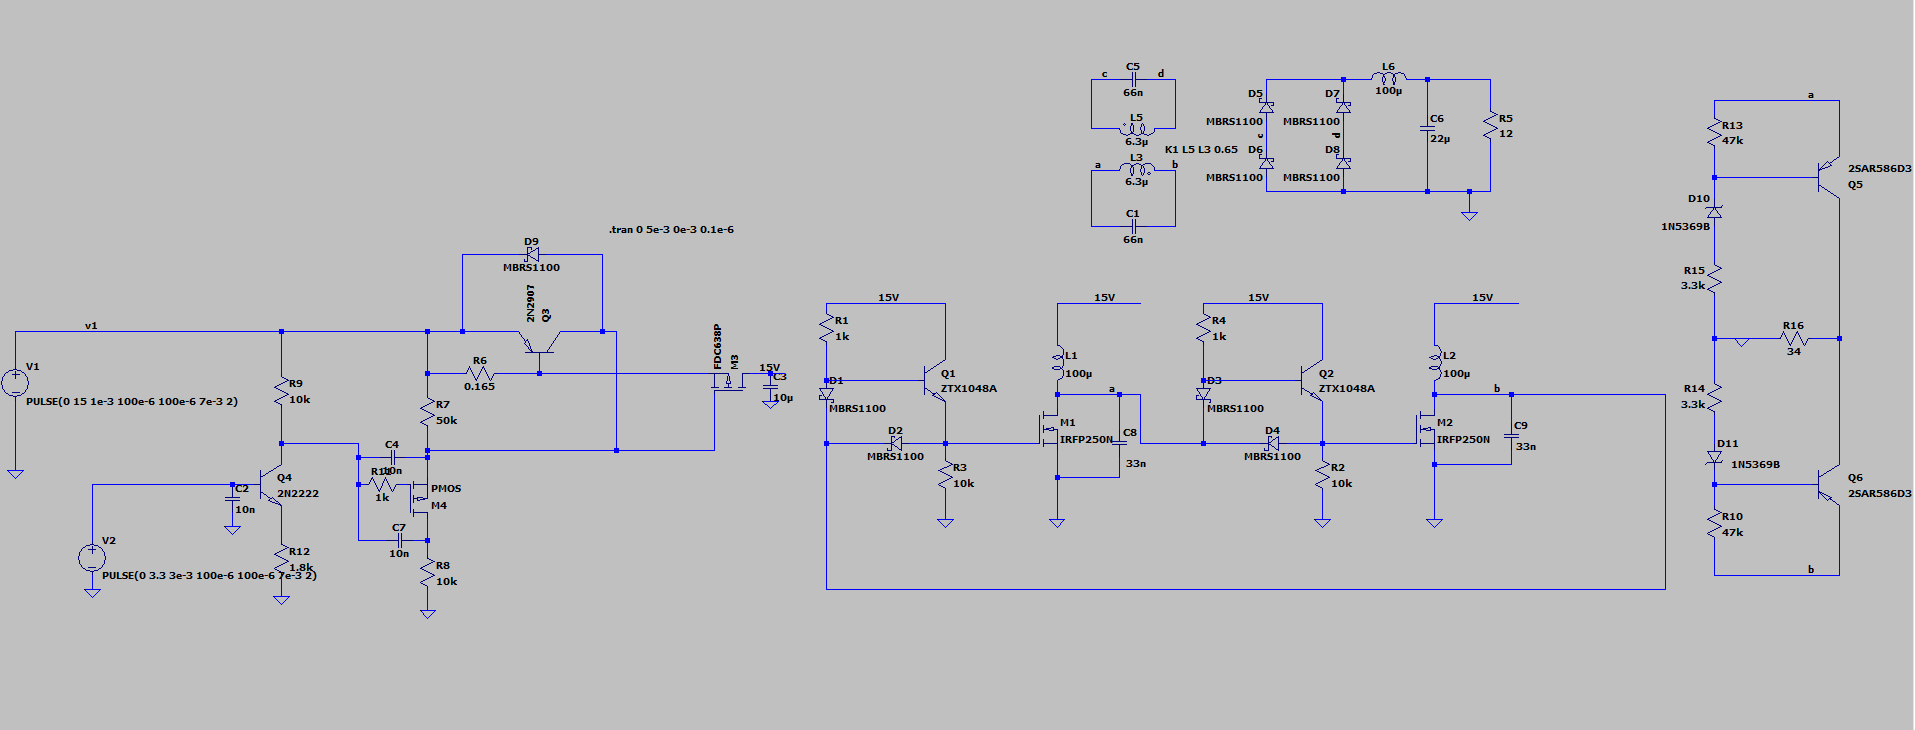 C5
c
d
66n
L5
6.3µ
K1 L5 L3 0.65
L3
a
b
6.3µ
C1
66n
L6
100µ
D5
MBRS1100
D7
MBRS1100
c
d
D6
MBRS1100
D8
MBRS1100
C6
22µ
R5
12
a
R13
47k
2SAR586D3
Q5
D10
1N5369B
R15
3.3k
R16
34
R14
3.3k
D11
1N5369B
Q6
2SAR586D3
R10
47k
b
.tran 0 5e-3 0e-3 0.1e-6
D9
MBRS1100
2N2907
Q3
v1
V1
PULSE(0 15 1e-3 100e-6 100e-6 7e-3 2)
R9
10k
R6
0.165
R7
50k
FDC638P
M3
15V
C3
10µ
C4
10n
R11
1k
PMOS
M4
C7
10n
R8
10k
Q4
2N2222
C2
10n
R12
1.8k
V2
PULSE(0 3.3 3e-3 100e-6 100e-6 7e-3 2)
15V
R1
1k
D1
MBRS1100
Q1
ZTX1048A
D2
MBRS1100
R3
10k
15V
L1
100µ
a
M1
IRFP250N
C8
33n
15V
R4
1k
D3
MBRS1100
Q2
ZTX1048A
D4
MBRS1100
R2
10k
15V
L2
100µ
b
M2
IRFP250N
C9
33n